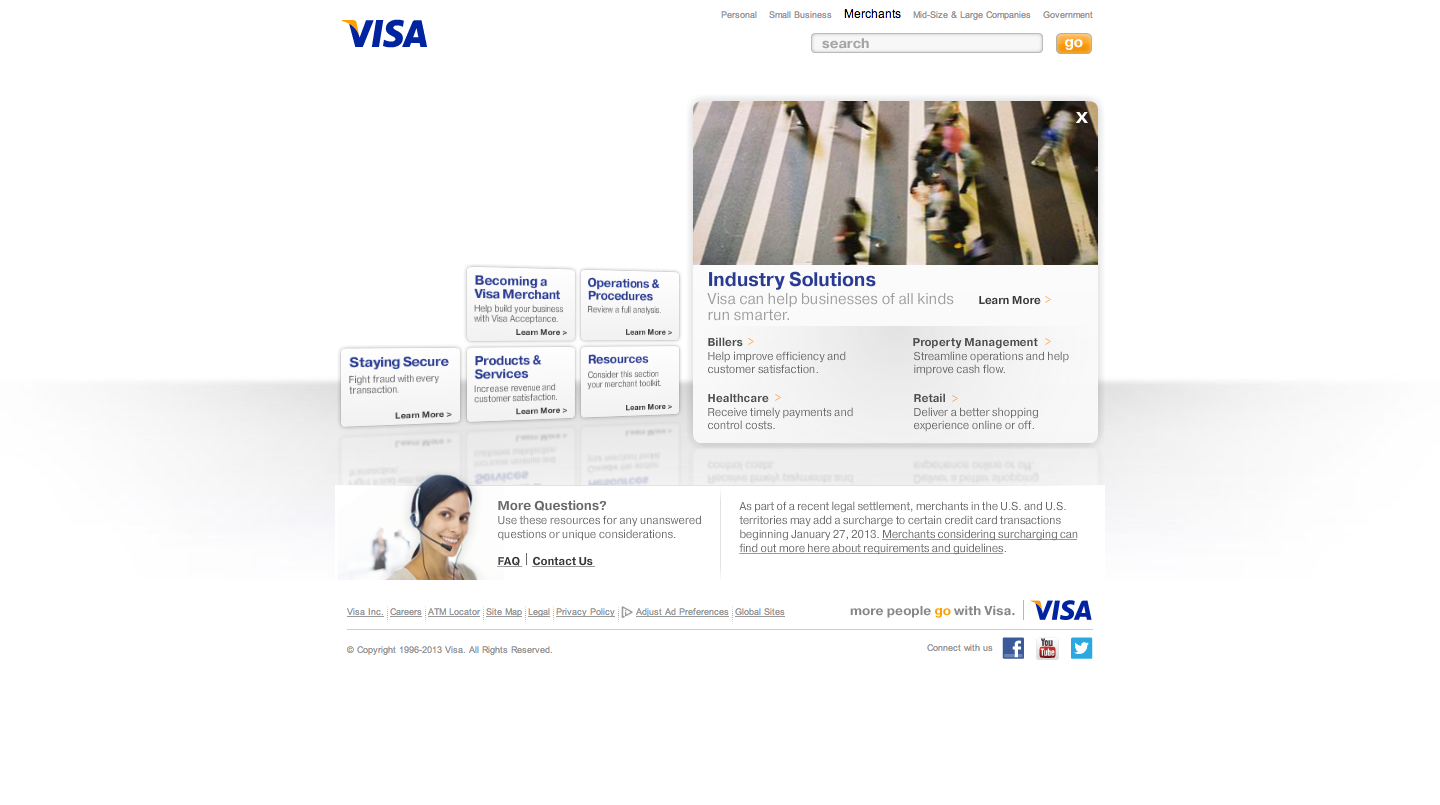 VISA
Personal Small Business Merchants Mid-Size & Large Companies Government
search go
X
Industry Solutions
Visa can help businesses of all kinds
run smarter.
Learn More >
Billers >
Help improve efficiency and
customer satisfaction.
Property Management >
Streamline operations and help
improve cash flow.
Healthcare >
Receive timely payments and
control costs.
Retail >
Deliver a better shopping
experience online or off.
Becoming a
Visa Merchant
Help build your business
with Visa Acceptance.
Learn More >
Operations &
Procedures
Review a full analysis.
Learn More >
Staying Secure
Fight fraud with every
transaction.
Learn More >
Products &
Services
Increase revenue and
customer satisfaction.
Learn More >
Resources
Consider this section
your merchant toolkit.
Learn More >
More Questions?
Use these resources for any unanswered
questions or unique considerations.
FAQ | Contact Us
As part of a recent legal settlement, merchants in the U.S. and U.S.
territories may add a surcharge to certain credit card transactions
beginning January 27, 2013. Merchants considering surcharging can
find out more here about requirements and guidelines.
Visa Inc. Careers ATM Locator Site Map Legal Privacy Policy Adjust Ad Preferences Global Sites
more people go with Visa. VISA
© Copyright 1996-2013 Visa. All Rights Reserved.
Connect with us f You Tube